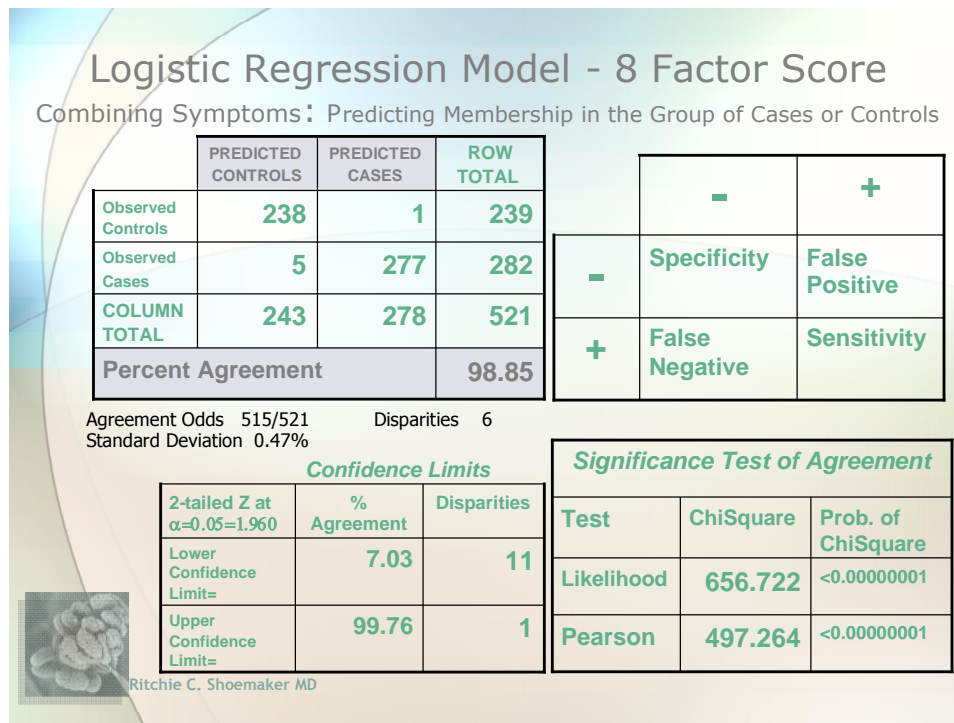 Logistic Regression Model - 8 Factor Score
Combining Symptoms: Predicting Membership in the Group of Cases or Controls
PREDICTED CONTROLS PREDICTED CASES ROW TOTAL
Observed Controls 238 1 239
Observed Cases 5 277 282
COLUMN TOTAL 243 278 521
Percent Agreement 98.85
- +
- Specificity False Positive
+ False Negative Sensitivity
Agreement Odds 515/521 Disparities 6
Standard Deviation 0.47%
Confidence Limits
2-tailed Z at α=0.05=1.960 % Agreement Disparities
Lower Confidence Limit= 7.03 11
Upper Confidence Limit= 99.76 1
Significance Test of Agreement
Test ChiSquare Prob. of ChiSquare
Likelihood 656.722 <0.00000001
Pearson 497.264 <0.00000001
Ritchie C. Shoemaker MD